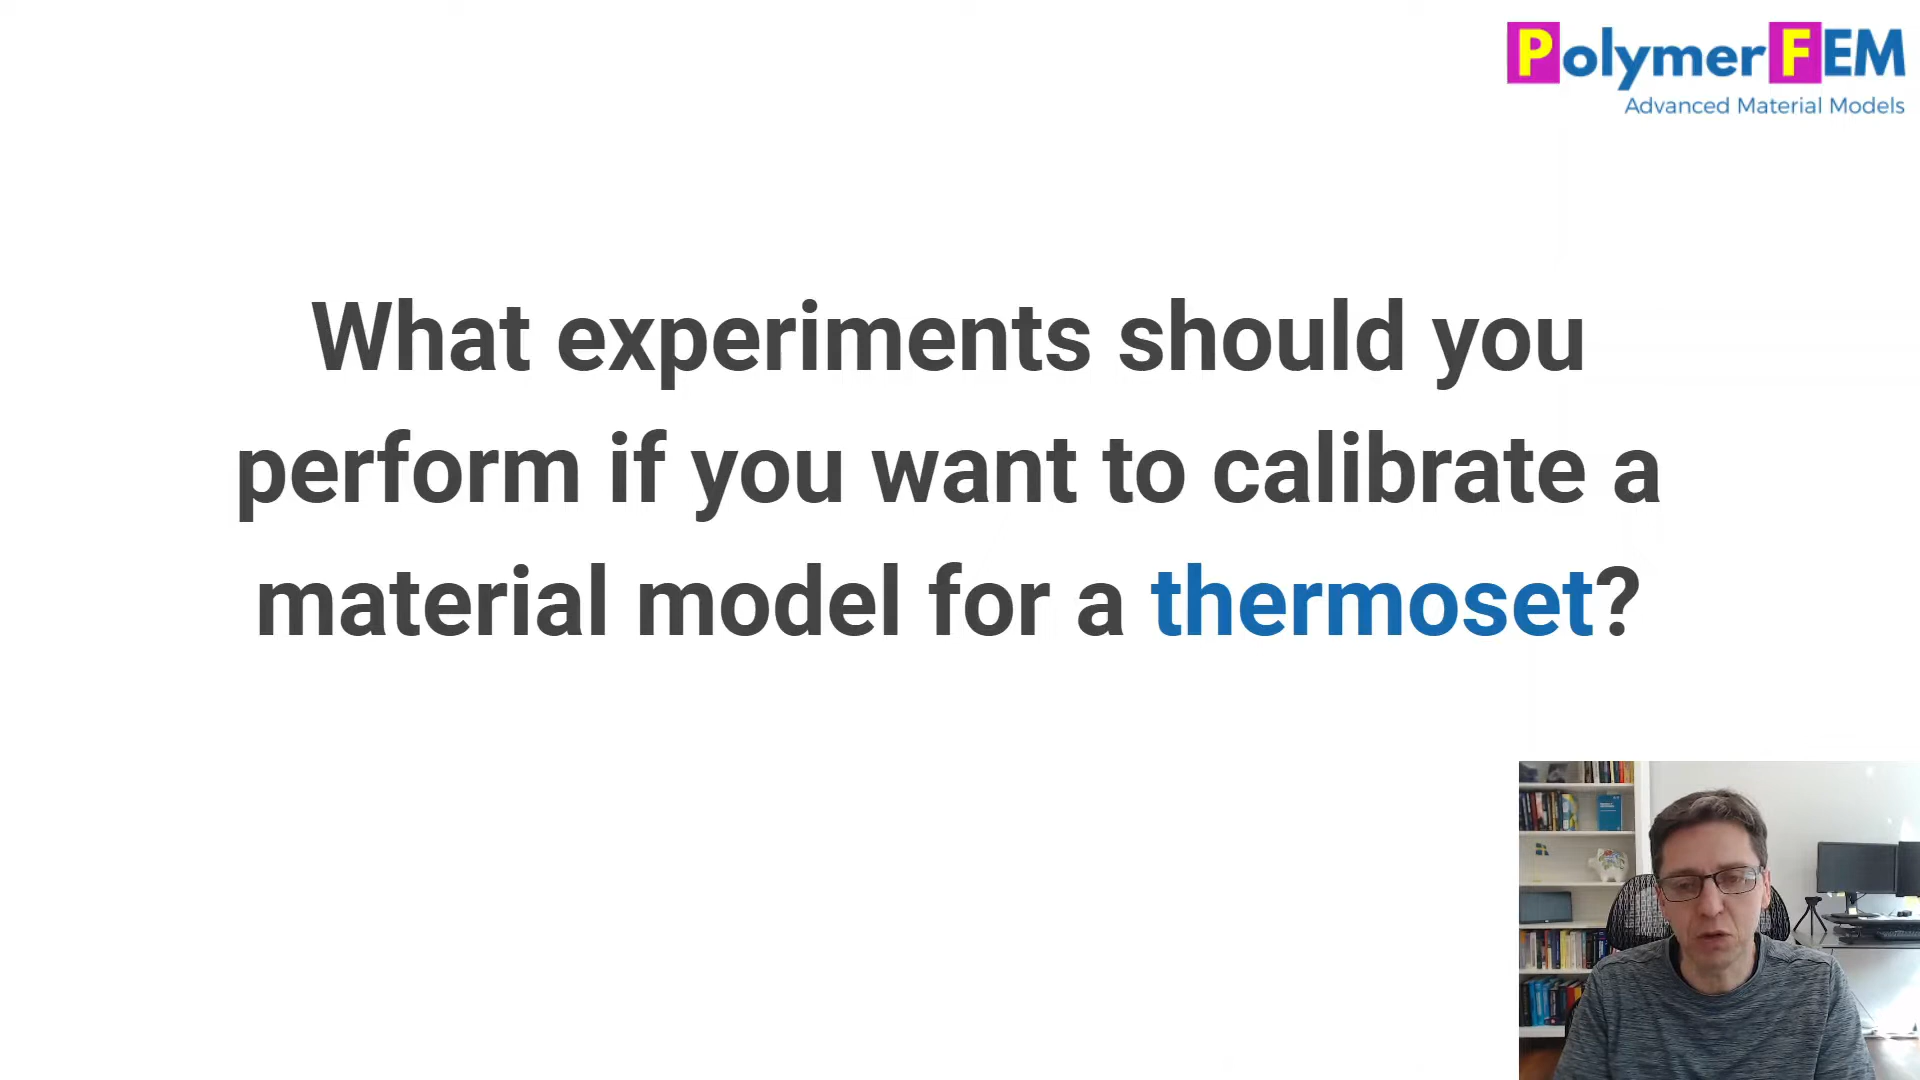 PolymerFEM
Advanced Material Models
What experiments should you
perform if you want to calibrate a
material model for a thermoset?